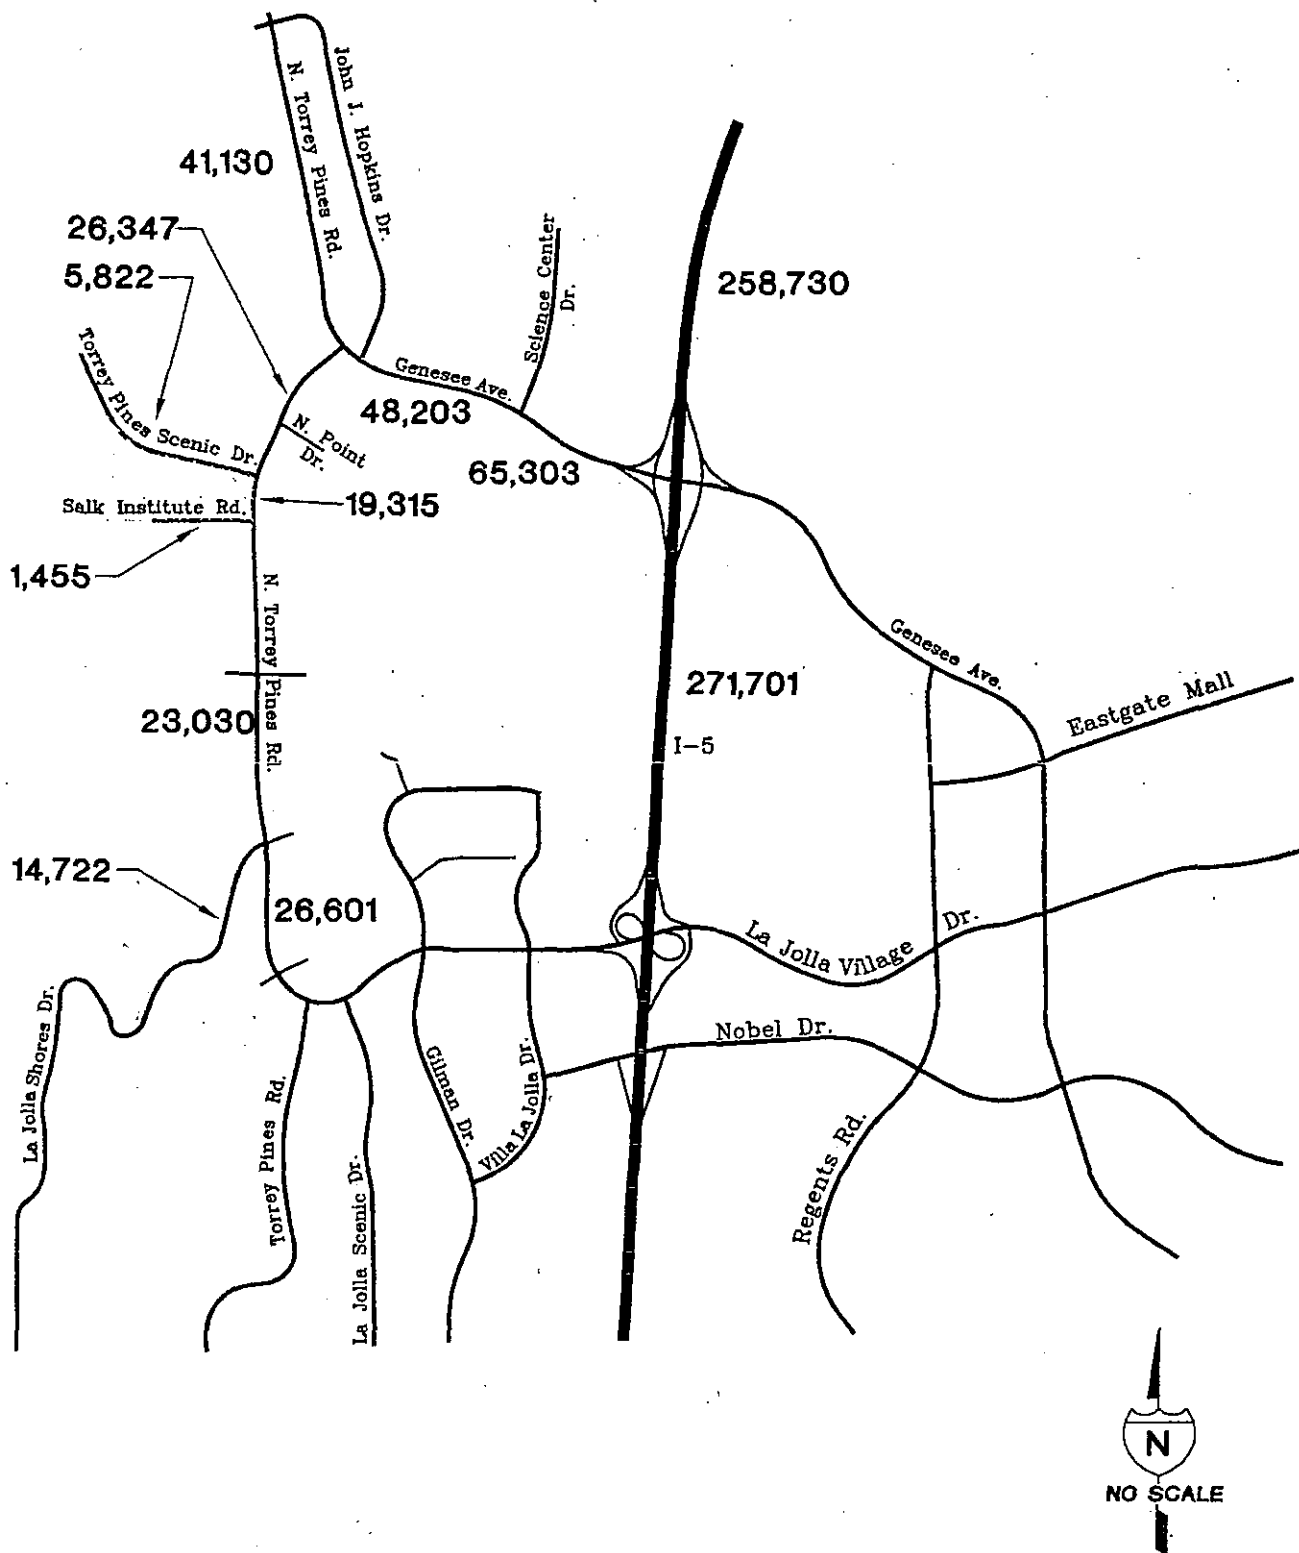 John J. Hopkins Dr.
N. Torrey Pines Rd.
41,130
26,347
5,822
Science Center
Dr.
258,730
Torrey Pines Scenic Dr.
Genesee Ave.
48,203
N. Point
Dr.
65,303
Salk Institute Rd.
19,315
1,455
N. Torrey Pines Rd.
Genesee Ave.
271,701
Eastgate Mall
23,030
I-5
14,722
26,601
La Jolla Village Dr.
La Jolla Shores Dr.
Nobel Dr.
Gilman Dr.
Villa La Jolla Dr.
Torrey Pines Rd.
La Jolla Scenic Dr.
Regents Rd.
N
NO SCALE